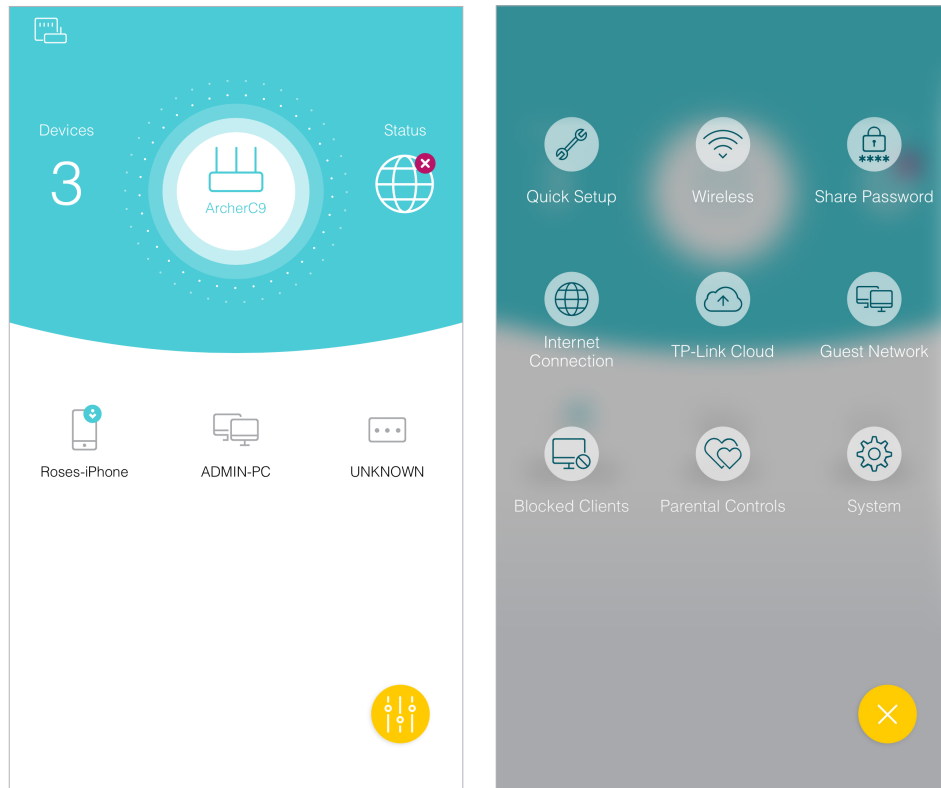 Devices
Status
3
ArcherC9
Roses-iPhone
ADMIN-PC
UNKNOWN
Quick Setup
Wireless
****
Share Password
Internet
Connection
TP-Link Cloud
Guest Network
Blocked Clients
Parental Controls
System